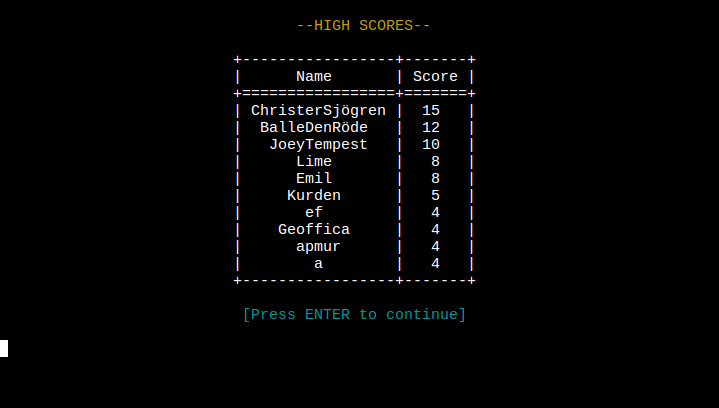 --HIGH SCORES--
+-----------------+-------+
|      Name       | Score |
+=================+=======+
| ChristerSjögren |  15   |
|  BalleDenRöde   |  12   |
|   JoeyTempest   |  10   |
|      Lime       |   8   |
|      Emil       |   8   |
|     Kurden      |   5   |
|       ef        |   4   |
|    Geoffica     |   4   |
|      apmur      |   4   |
|        a        |   4   |
+-----------------+-------+
[Press ENTER to continue]